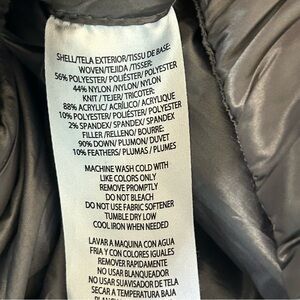 SHELL/TELA EXTERIOR/TISSU DE BASE:
WOVEN/TEJIDA /TISSER:
56% POLYESTER/ POLIÉSTER/ POLYESTER
44% NYLON /NYLON/ NYLON
KNIT / TEJER/ TRICOTER:
88% ACRYLIC/ ACRÍLICO/ ACRYLIQUE
10% POLYESTER/ POLIÉSTER/ POLYESTER
2% SPANDEX/ SPANDEX/ SPANDEX
FILLER /RELLENO/ BOURRE:
90% DOWN/ PLUMÓN/ DUVET
10% FEATHERS/ PLUMAS / PLUMES
MACHINE WASH COLD WITH
LIKE COLORS ONLY
REMOVE PROMPTLY
DO NOT BLEACH
DO NOT USE FABRIC SOFTENER
TUMBLE DRY LOW
COOL IRON WHEN NEEDED
LAVAR A MAQUINA CON AGUA
FRIA Y CON COLORES IGUALES
REMOVER RAPIDAMENTE
NO USAR BLANQUEADOR
NO USAR SUAVISADOR DE TELA
SECAR A TEMPERATURA BAJA